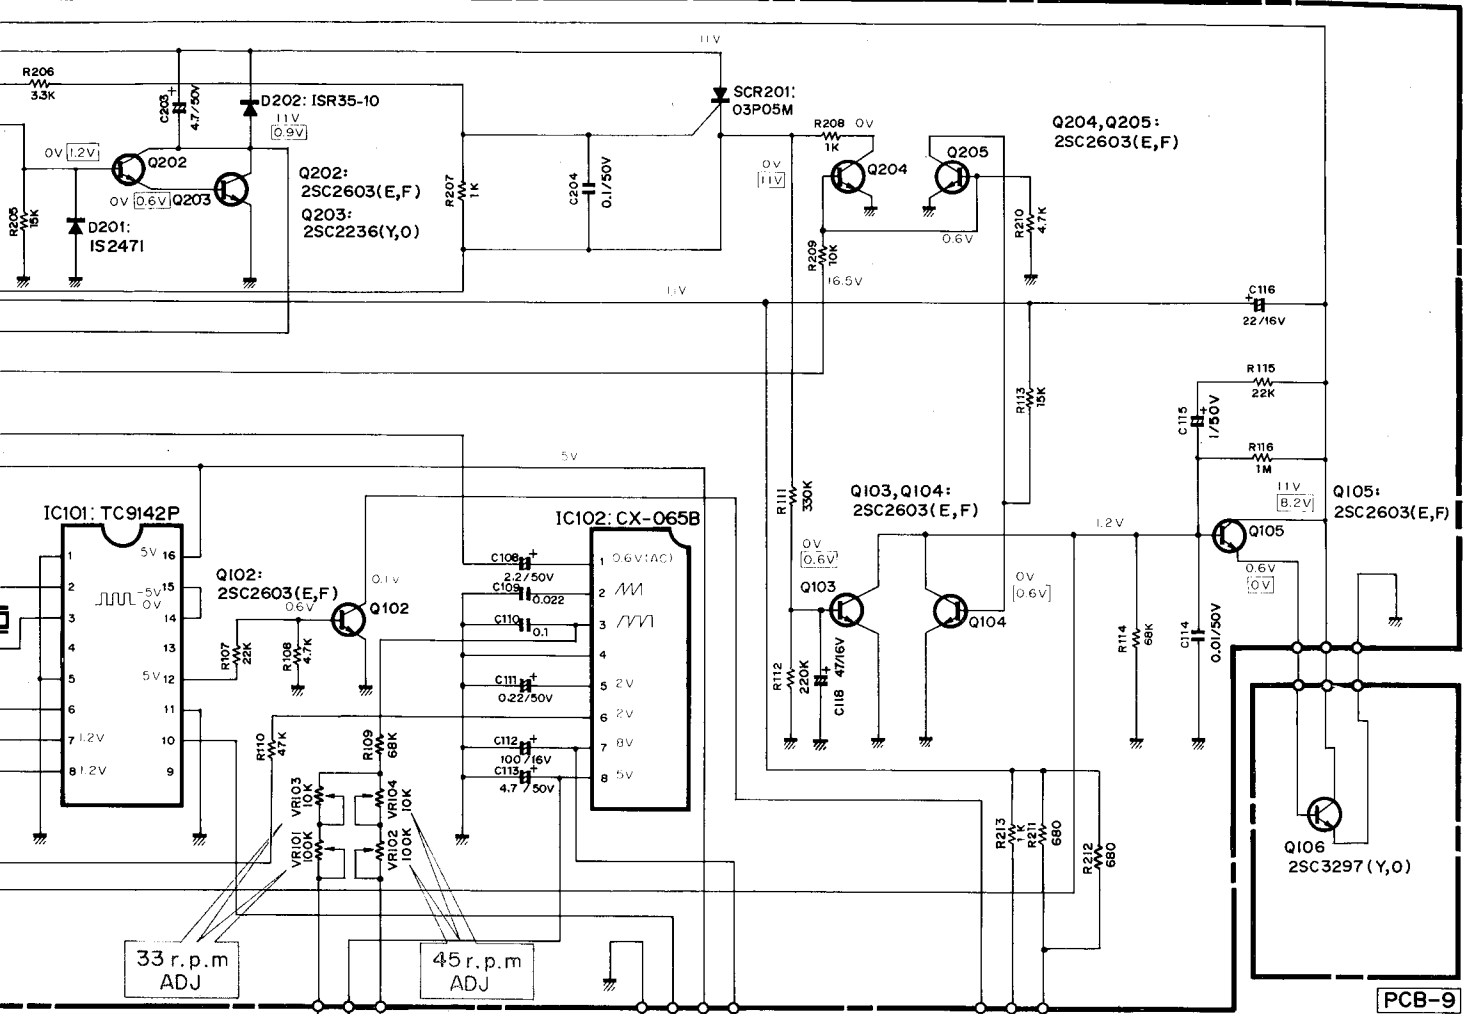 11V
R206
3.3K
C203
+
4.7/50V
D202: ISR35-10
11V
0.9V
SCR201:
03P05M
R208
0V
1K
Q204, Q205:
2SC2603(E,F)
0V
1.2V
Q202
Q204
Q205
0V
11V
Q202:
2SC2603(E,F)
Q203:
2SC2236(Y,O)
0V
0.6V
Q203
R205
15K
D201:
IS2471
R207
1K
C204
0.1/50V
R210
4.7K
0.6V
R209
10K
16.5V
C116
+
22/16V
R115
22K
R113
15K
C115
+
1/50V
R116
1M
5V
R111
330K
11V
8.2V
Q105:
2SC2603(E,F)
Q103, Q104:
2SC2603(E,F)
IC101: TC9142P
IC102: CX-065B
1.2V
Q105
0.6V
0V
1
5V 16
2
-5V 15
0V
3
14
4
13
5
5V 12
6
11
7 1.2V
10
8 1.2V
9
Q102:
2SC2603(E,F)
0.1V
0.6V
Q102
R107
22K
R108
4.7K
C108
+
2.2/50V
C109
0.022
C110
0.1
C111
+
0.22/50V
C112
+
100/16V
C113
+
4.7/50V
1 0.6V(AC)
2
3
4
5 2V
6 2V
7 8V
8 5V
0V
0.6V
Q103
0V
0.6V
Q104
R112
220K
C118
47/16V
+
R114
68K
C114
0.01/50V
R110
47K
R109
68K
VR103
10K
VR104
10K
VR101
100K
VR102
100K
R213
1K
R211
680
R212
680
Q106
2SC3297(Y,O)
33 r.p.m
ADJ
45 r.p.m
ADJ
PCB-9